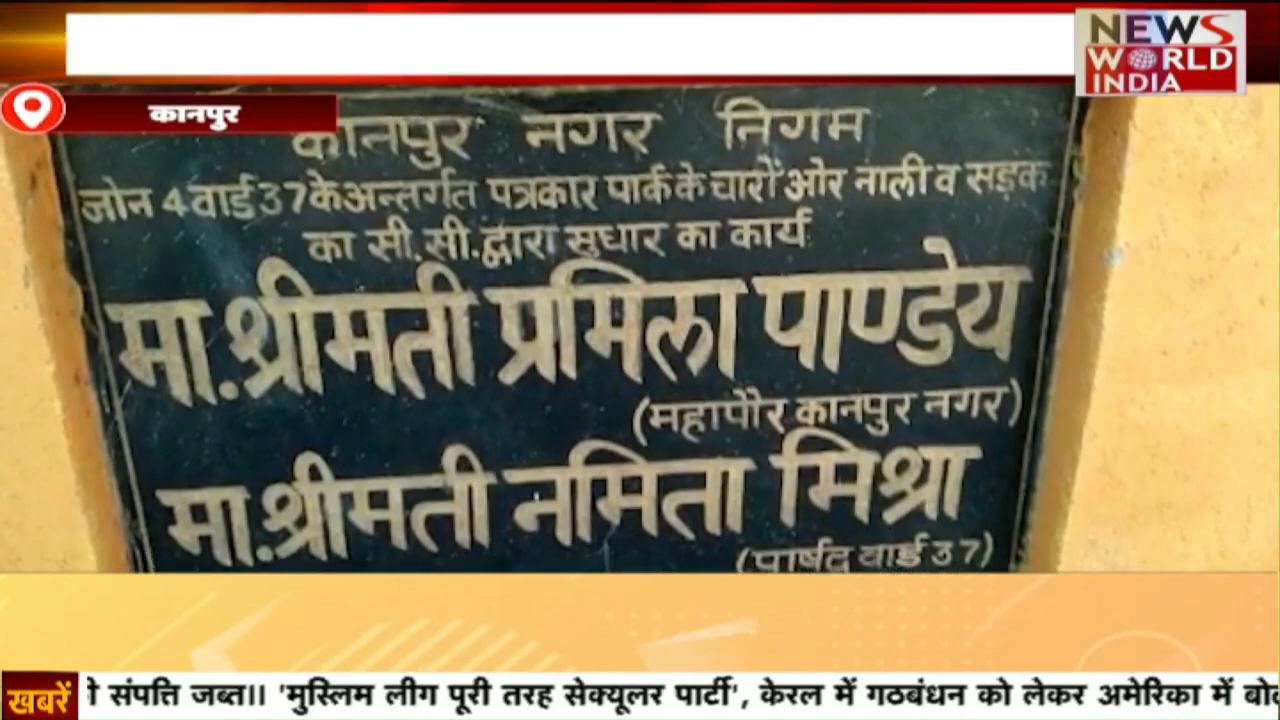 NEWS
WORLD
INDIA
कानपुर
कानपुर नगर निगम
जोन 4 वार्ड 37 के अन्तर्गत पत्रकार पार्क के चारों ओर नाली व सड़क
का सी.सी. द्वारा सुधार का कार्य
मा.श्रीमती प्रमिला पाण्डेय
(महापौर कानपुर नगर)
मा.श्रीमती नमिता मिश्रा
(पार्षद वार्ड 37)
खबरें
संपत्ति जब्त।। 'मुस्लिम लीग पूरी तरह सेक्यूलर पार्टी', केरल में गठबंधन को लेकर अमेरिका में